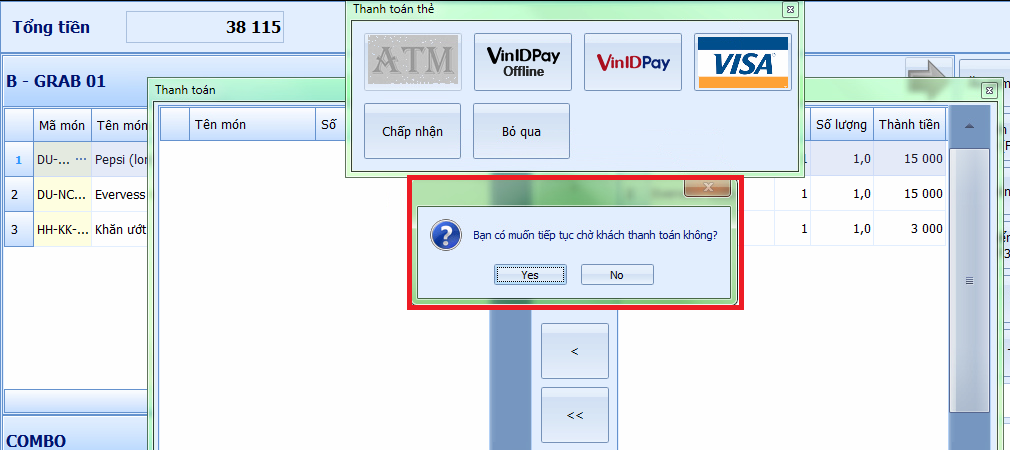 Tổng tiền 38 115
Thanh toán thẻ
ATM
VinIDPay
Offline
VinIDPay
VISA
Chấp nhận
Bỏ qua
B - GRAB 01
Thanh toán
Mã món Tên món
Tên món Số
Số lượng Thành tiền
1 DU-... ... Pepsi (lon
1 1,0 15 000
2 DU-NC... Evervess
1 1,0 15 000
3 HH-KK-... Khăn ướt
1 1,0 3 000
Bạn có muốn tiếp tục chờ khách thanh toán không?
Yes No
<
<<
COMBO